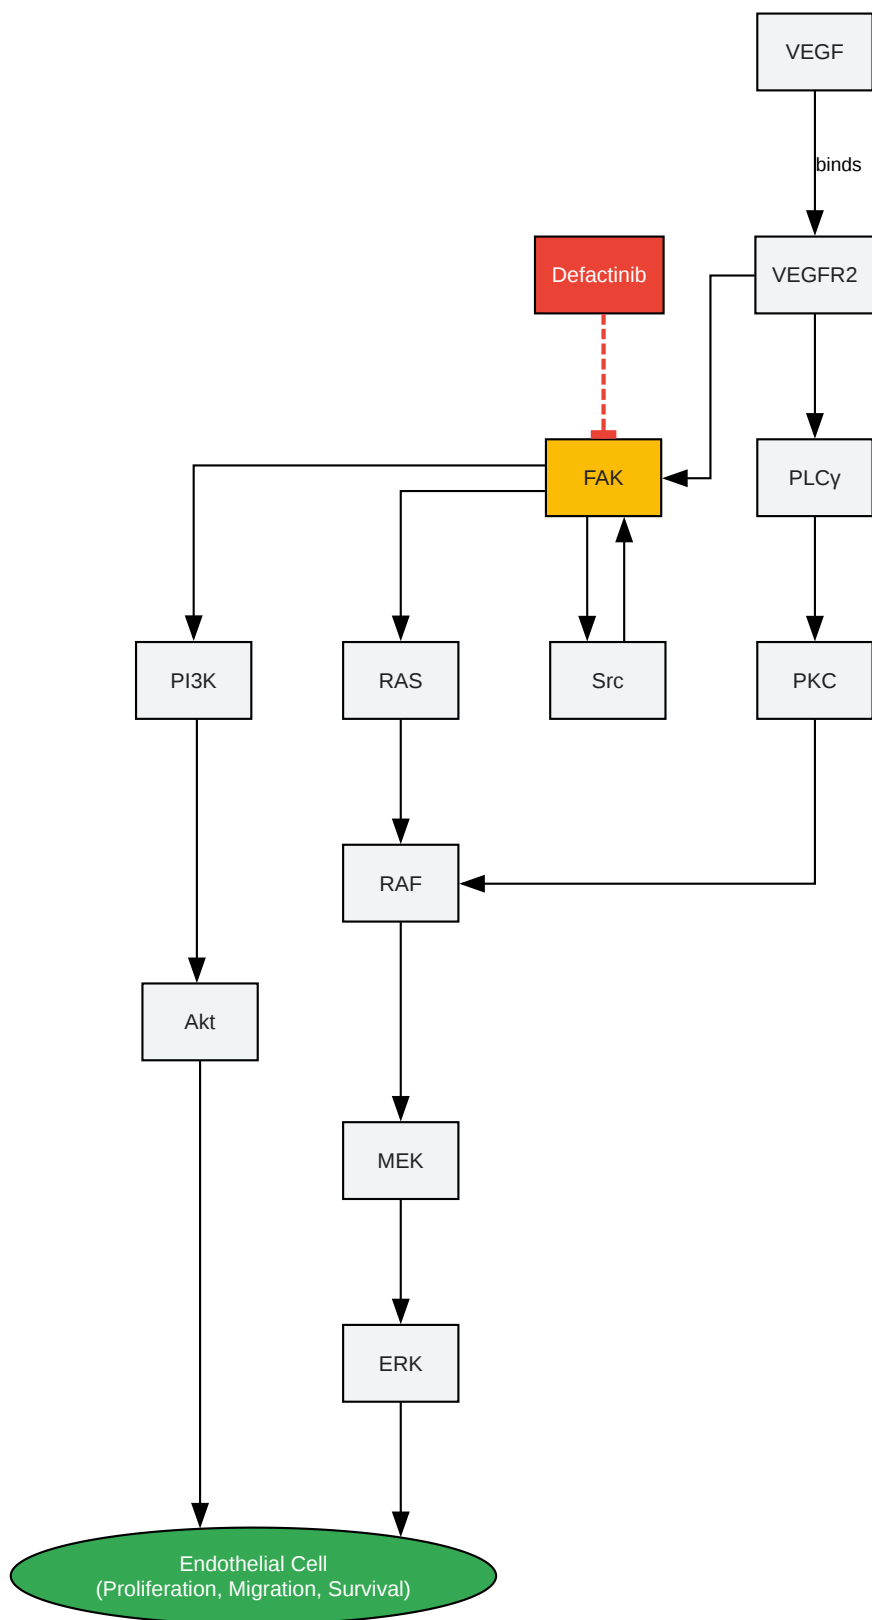 VEGF
binds
Defactinib
VEGFR2
FAK
PLCγ
PI3K
RAS
Src
PKC
RAF
Akt
MEK
ERK
Endothelial Cell
(Proliferation, Migration, Survival)